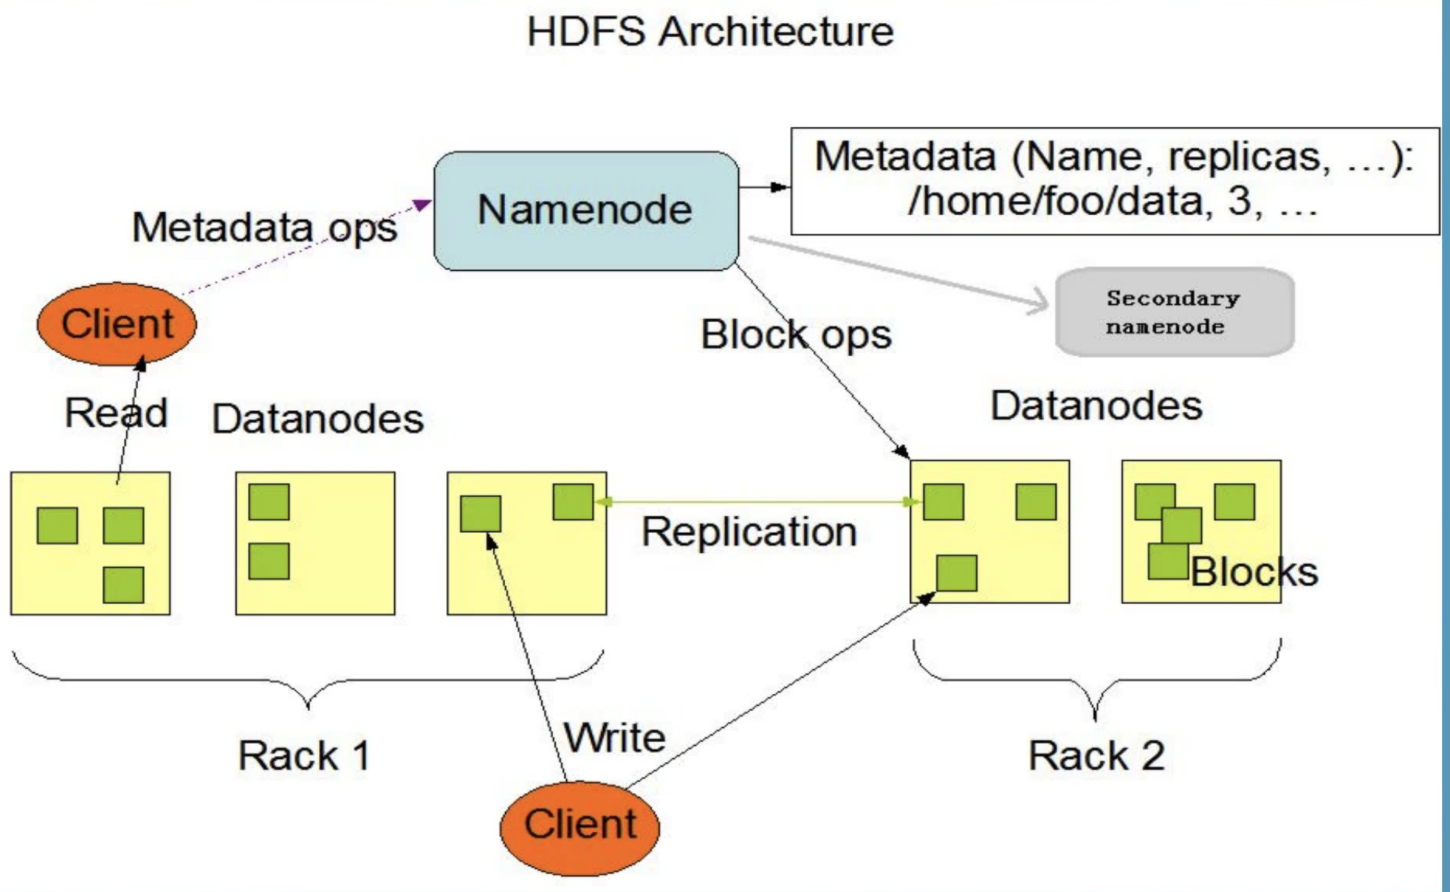 HDFS Architecture
Metadata (Name, replicas, ...):
/home/foo/data, 3, ...
Namenode
Metadata ops
Secondary
namenode
Client
Block ops
Read
Datanodes
Datanodes
Replication
Blocks
Rack 1
Write
Rack 2
Client